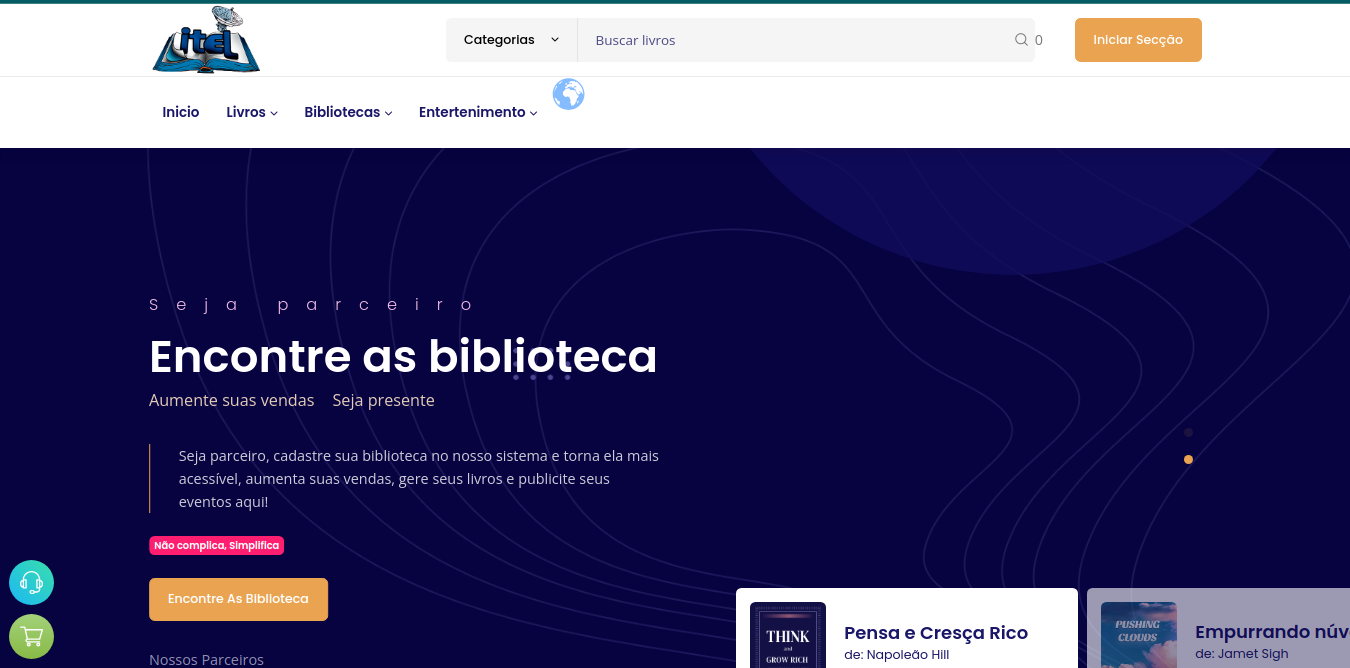 itel
Categorias
Buscar livros
0
Iniciar Secção
Inicio
Livros
Bibliotecas
Entertenimento
Seja parceiro
Encontre as biblioteca
Aumente suas vendas Seja presente
Seja parceiro, cadastre sua biblioteca no nosso sistema e torna ela mais
acessível, aumenta suas vendas, gere seus livros e publicite seus
eventos aqui!
Não complica, Simplifica
Encontre As Biblioteca
Nossos Parceiros
THINK
and
GROW RICH
Pensa e Cresça Rico
de: Napoleão Hill
PUSHING
CLOUDS
Empurrando núv
de: Jamet Sigh